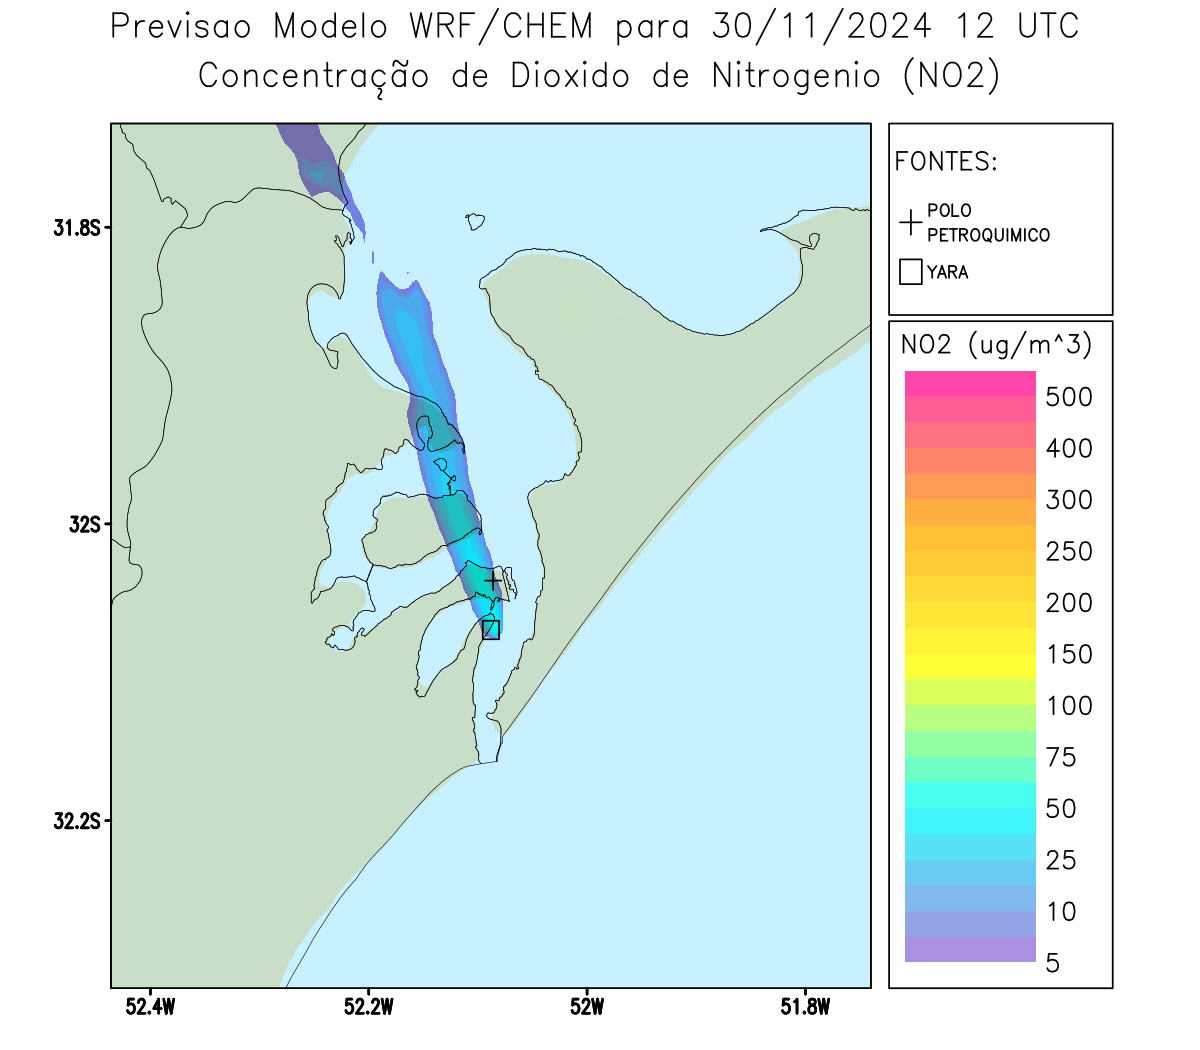 Previsao Modelo WRF/CHEM para 30/11/2024 12 UTC
Concentração de Dioxido de Nitrogenio (NO2)
FONTES:
POLO
PETROQUIMICO
YARA
31.8S
32S
32.2S
52.4W
52.2W
52W
51.8W
NO2 (ug/m^3)
500
400
300
250
200
150
100
75
50
25
10
5